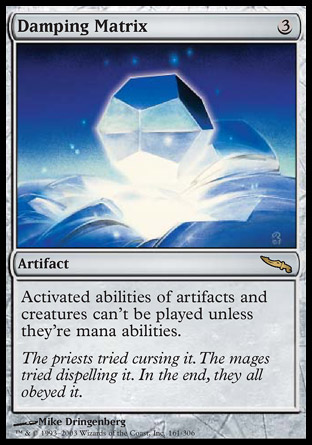 Damping Matrix 3
Artifact
Activated abilities of artifacts and
creatures can't be played unless
they're mana abilities.
The priests tried cursing it. The mages
tried dispelling it. In the end, they all
obeyed it.
Mike Dringenberg
™ & © 1993–2003 Wizards of the Coast, Inc. 161/306